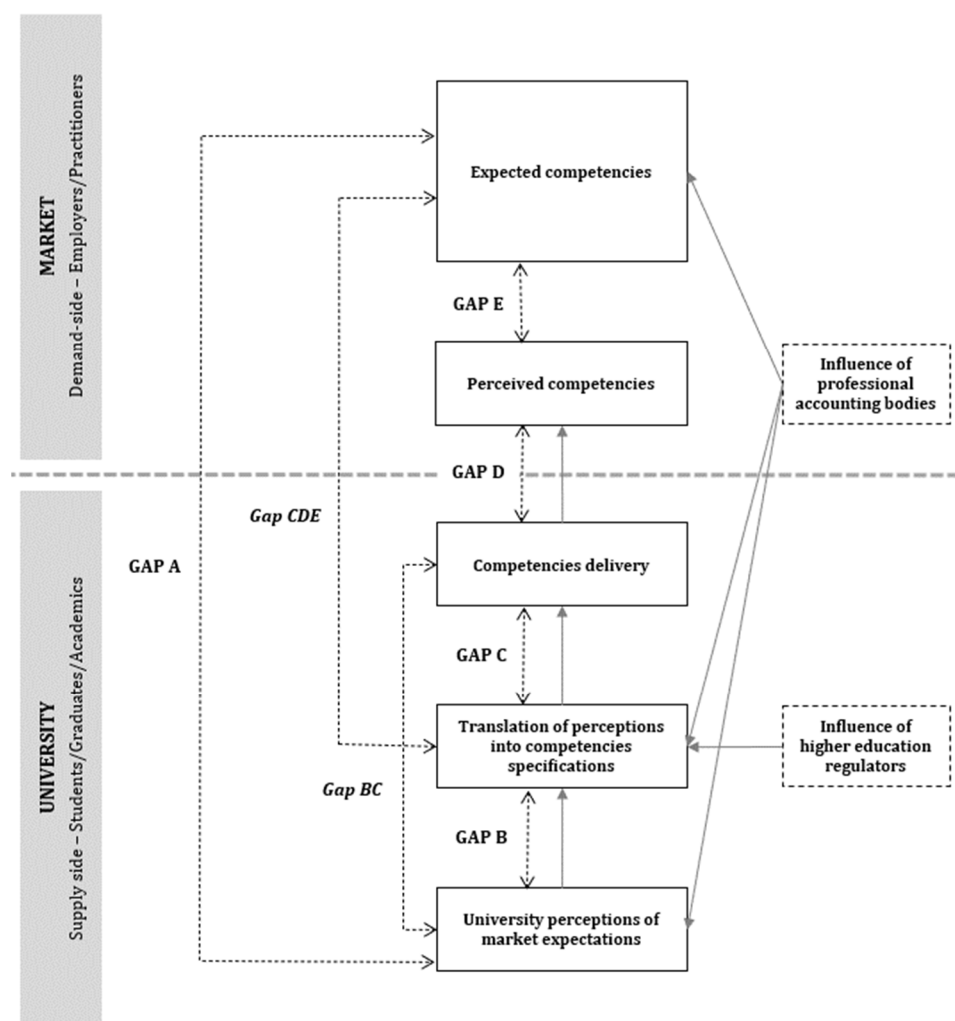 MARKET
Demand-side – Employers/Practitioners
Expected competencies
GAP E
Perceived competencies
Influence of
professional
accounting bodies
GAP D
Gap CDE
GAP A
Competencies delivery
GAP C
UNIVERSITY
Supply side – Students/Graduates/Academics
Translation of perceptions
into competencies
specifications
Influence of
higher education
regulators
Gap BC
GAP B
University perceptions of
market expectations